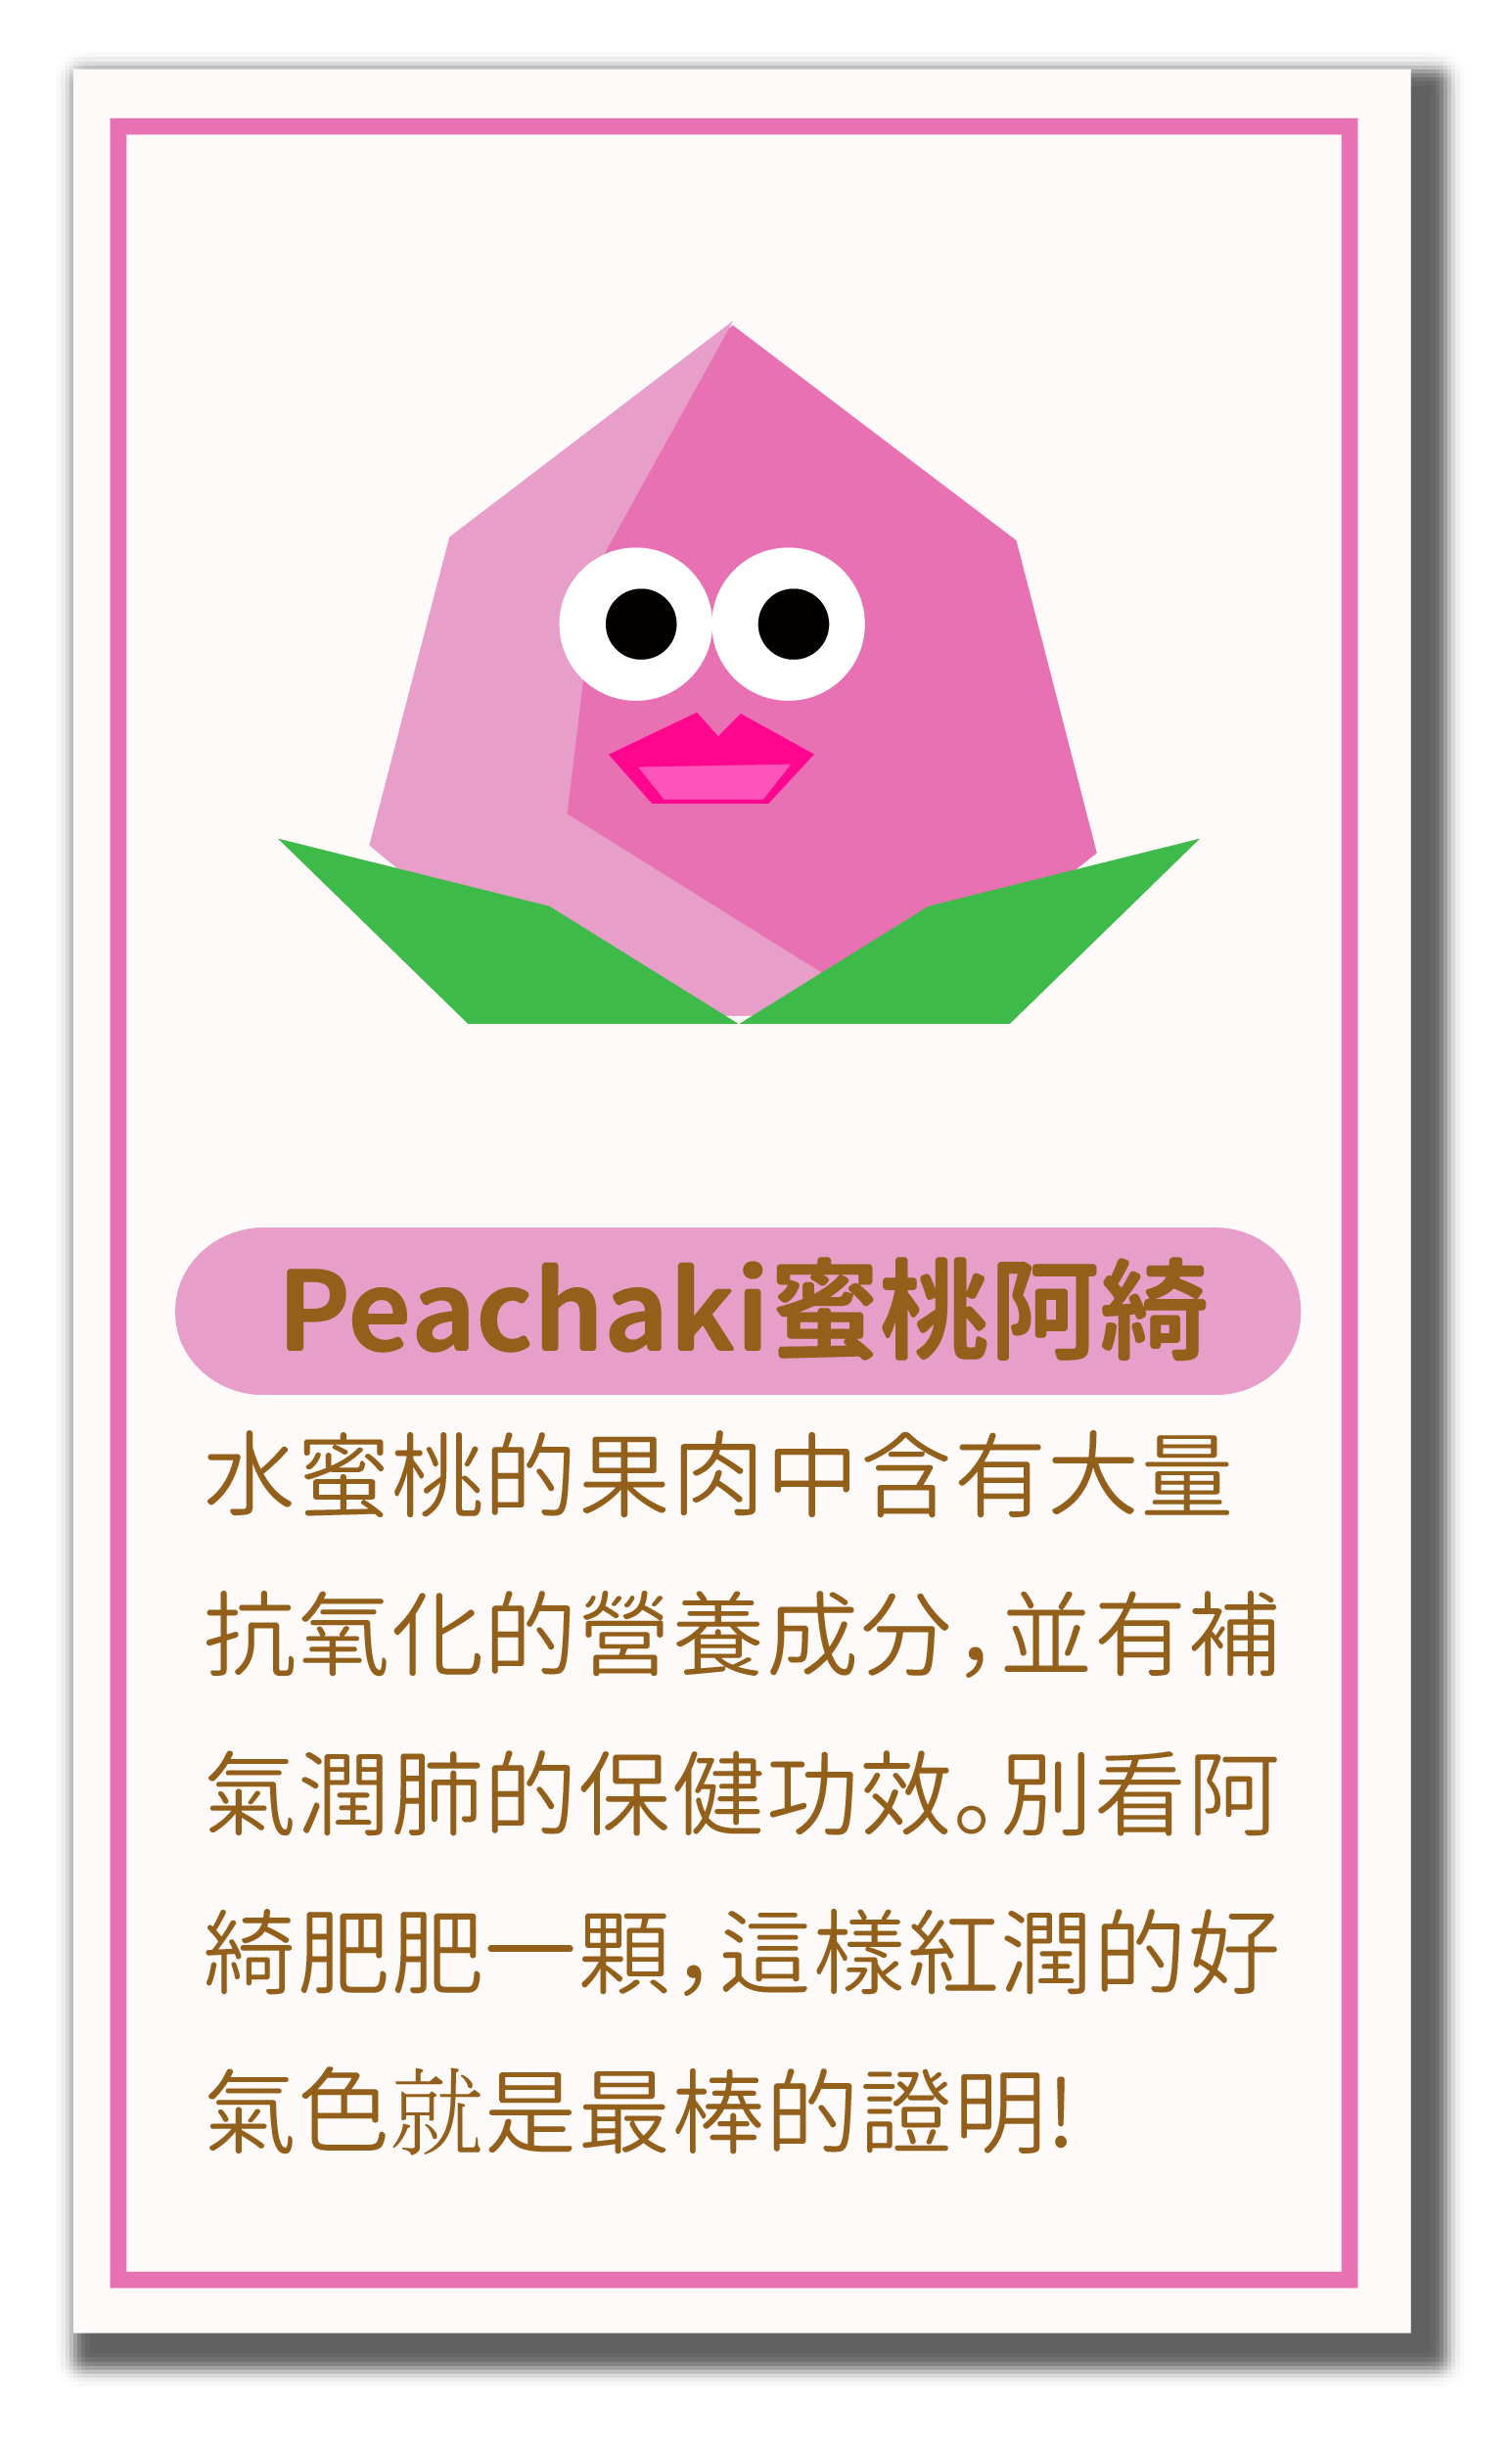 Peachaki蜜桃阿綺
水蜜桃的果肉中含有大量
抗氧化的營養成分，並有補
氣潤肺的保健功效。別看阿
綺肥肥一顆，這樣紅潤的好
氣色就是最棒的證明！